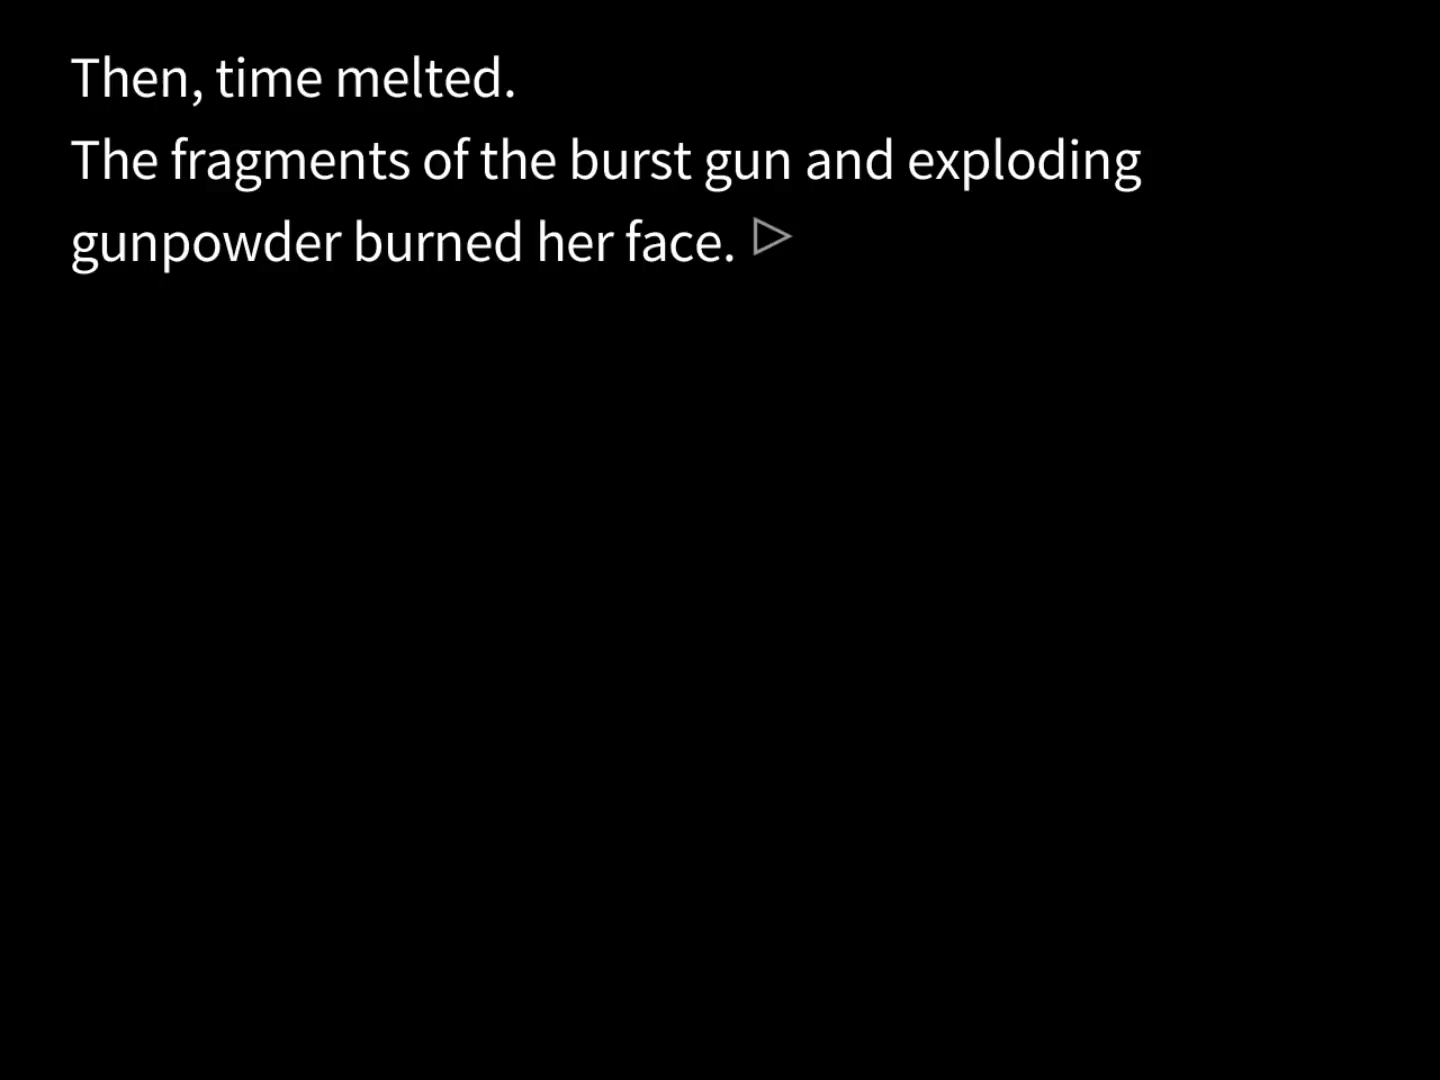 Then, time melted.
The fragments of the burst gun and exploding
gunpowder burned her face.